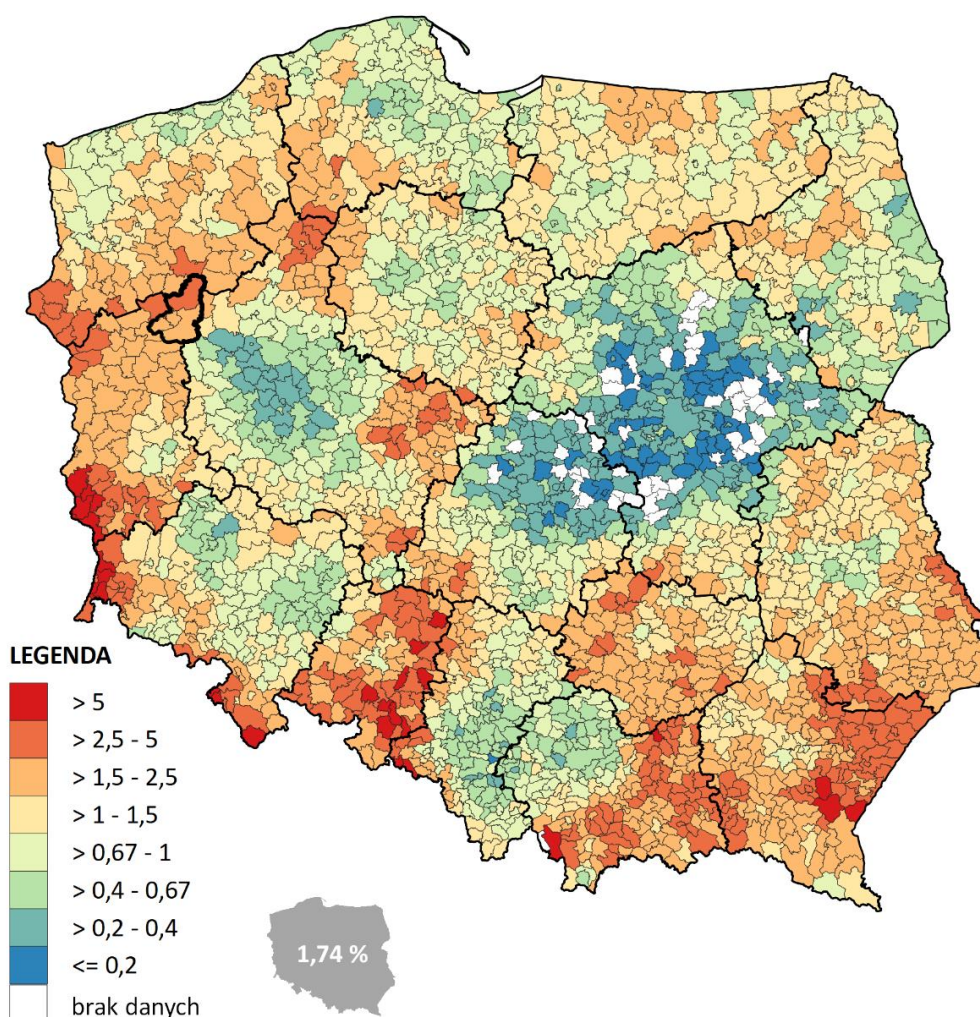 LEGENDA
> 5
> 2,5 - 5
> 1,5 - 2,5
> 1 - 1,5
> 0,67 - 1
> 0,4 - 0,67
> 0,2 - 0,4
<= 0,2
brak danych
1,74 %